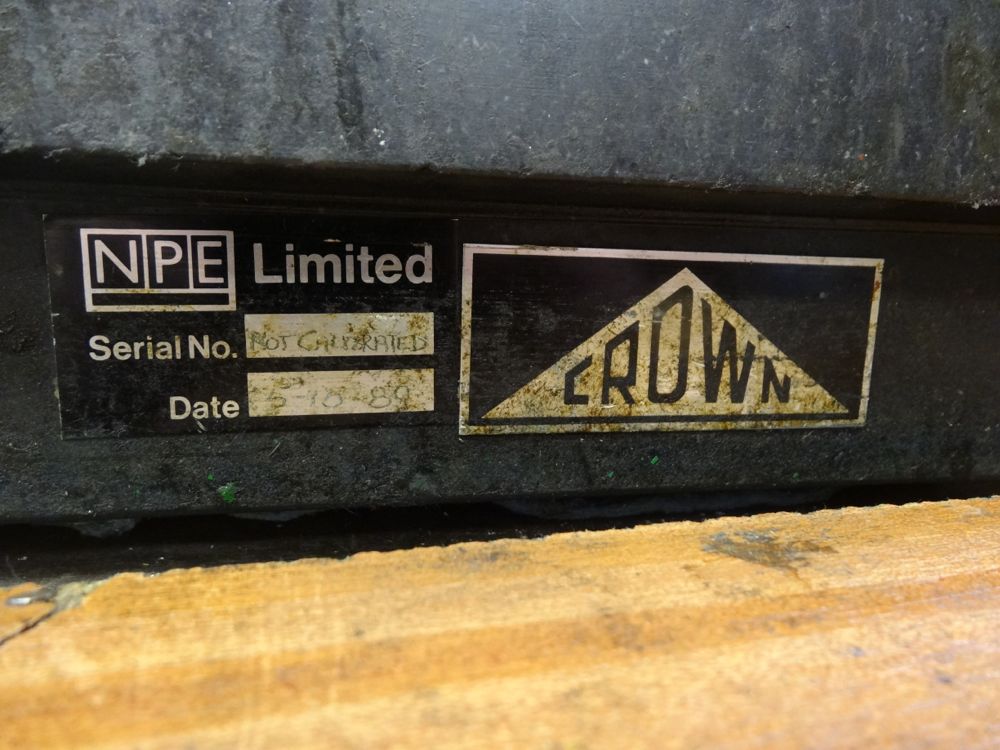 NPE Limited
Serial No. NOT CALIBRATED
Date 5-10-89
CROWN